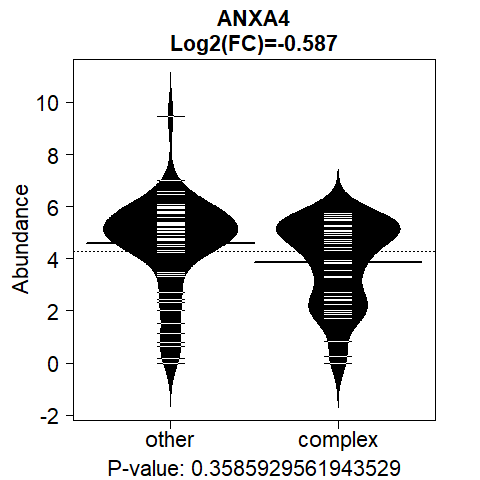 ANXA4
Log2(FC)=-0.587
Abundance
10
8
6
4
2
0
-2
other complex
P-value: 0.3585929561943529